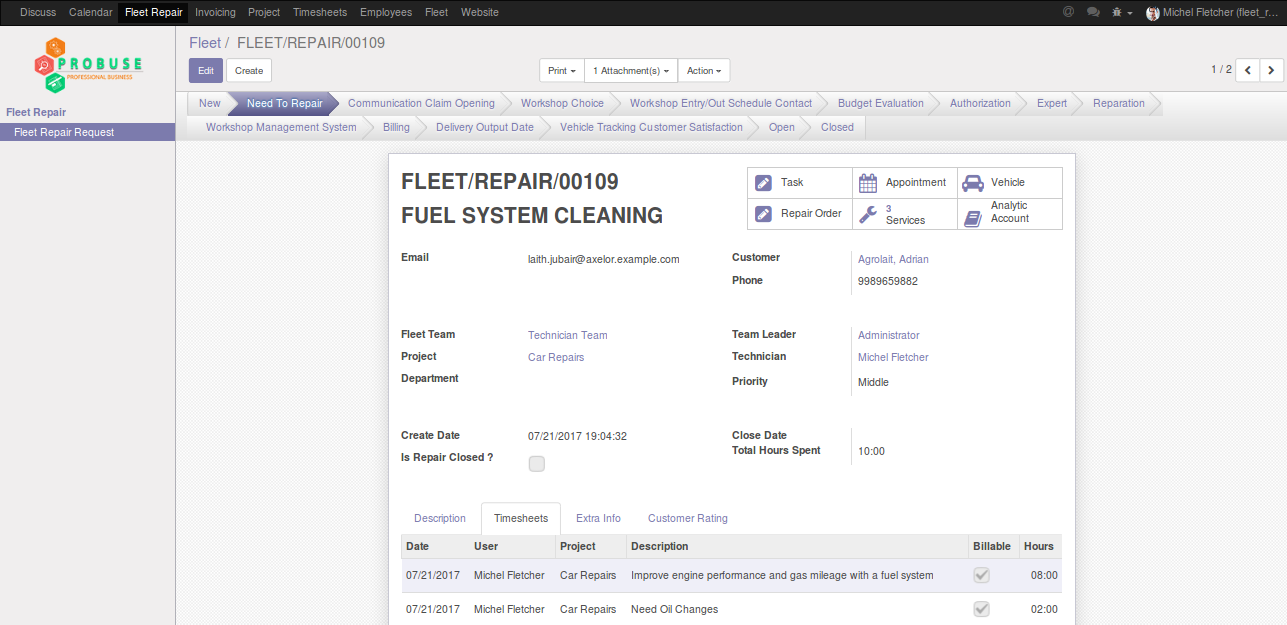 Discuss Calendar Fleet Repair Invoicing Project Timesheets Employees Fleet Website @ Michel Fletcher (fleet_r...
PROBUSE
PROFESSIONAL BUSINESS
Fleet Repair
Fleet Repair Request
Fleet / FLEET/REPAIR/00109
Edit Create Print 1 Attachment(s) Action 1 / 2
New Need To Repair Communication Claim Opening Workshop Choice Workshop Entry/Out Schedule Contact Budget Evaluation Authorization Expert Reparation
Workshop Management System Billing Delivery Output Date Vehicle Tracking Customer Satisfaction Open Closed
FLEET/REPAIR/00109
FUEL SYSTEM CLEANING
Task Appointment Vehicle
Repair Order 3 Services Analytic Account
Email laith.jubair@axelor.example.com Customer Agrolait, Adrian
Phone 9989659882
Fleet Team Technician Team Team Leader Administrator
Project Car Repairs Technician Michel Fletcher
Department Priority Middle
Create Date 07/21/2017 19:04:32 Close Date
Is Repair Closed ? Total Hours Spent 10:00
Description Timesheets Extra Info Customer Rating
Date User Project Description Billable Hours
07/21/2017 Michel Fletcher Car Repairs Improve engine performance and gas mileage with a fuel system 08:00
07/21/2017 Michel Fletcher Car Repairs Need Oil Changes 02:00